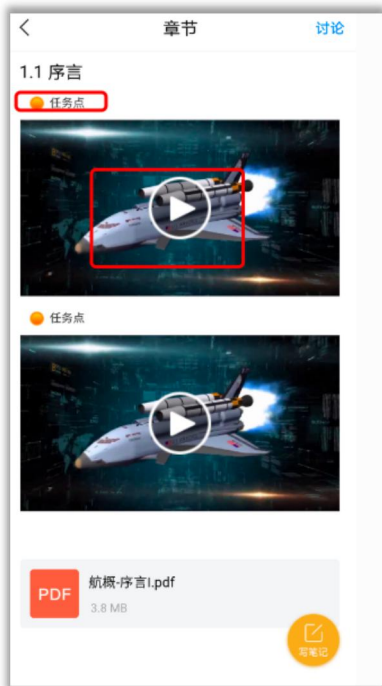 章节
讨论
1.1 序言
任务点
任务点
PDF
航概-序言I.pdf
3.8 MB
写笔记